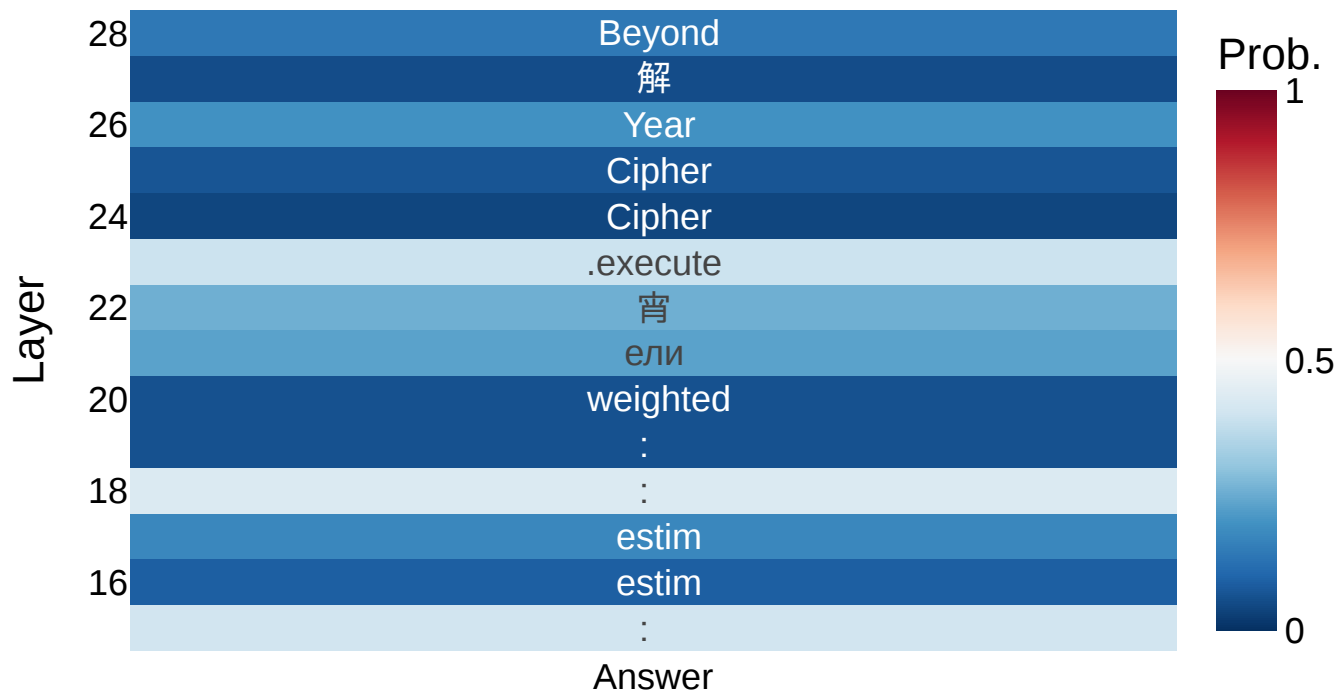 28 Beyond
Prob.
解
1
26 Year
Cipher
24 Cipher
.execute
22 宵
ели
0.5
20 weighted
:
18 :
estim
16 estim
:
0
Layer
Answer